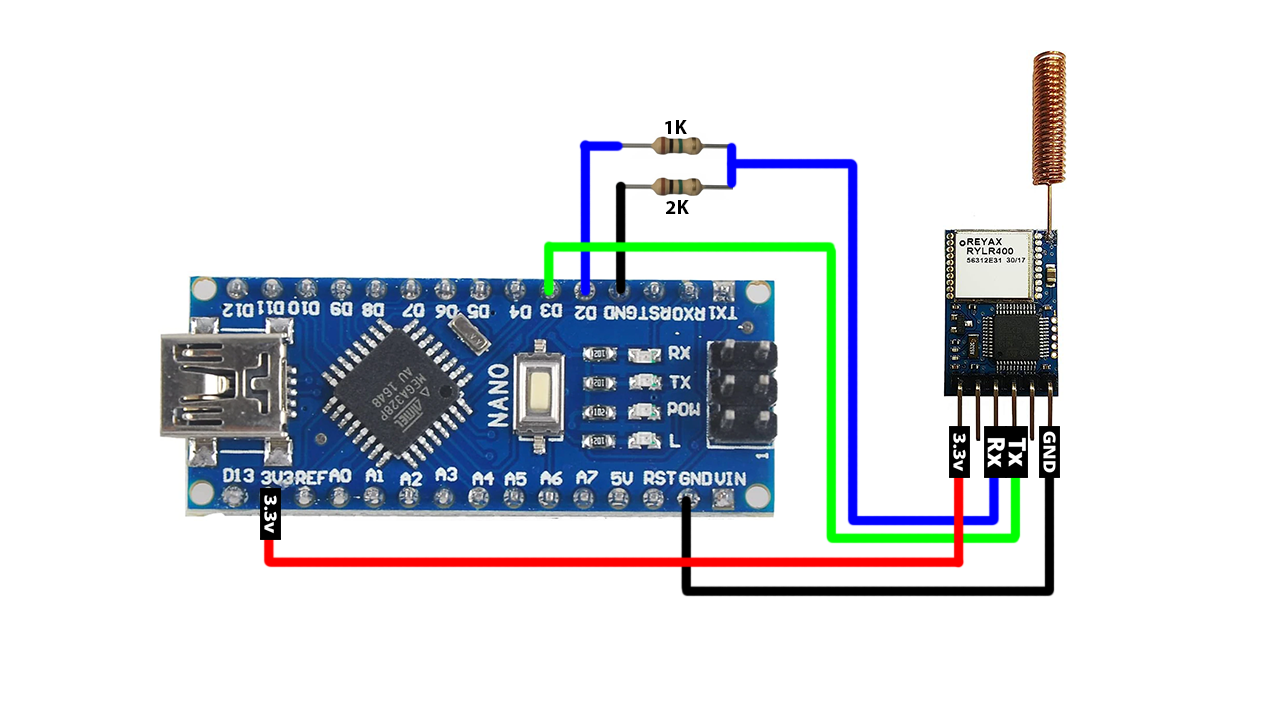 1K
2K
REYAX
RYLR400
56312E31 30/17
D12 D11 D10 D9 D8 D7 D6 D5 D4 D3 D2 GND RST RX0 TX1
RX
TX
POW
L
NANO
MEGA328P
AU 1648
1
D13 3V3 REF A0 A1 A2 A3 A4 A5 A6 A7 5V RST GND VIN
3.3v
3.3v
RX
TX
GND